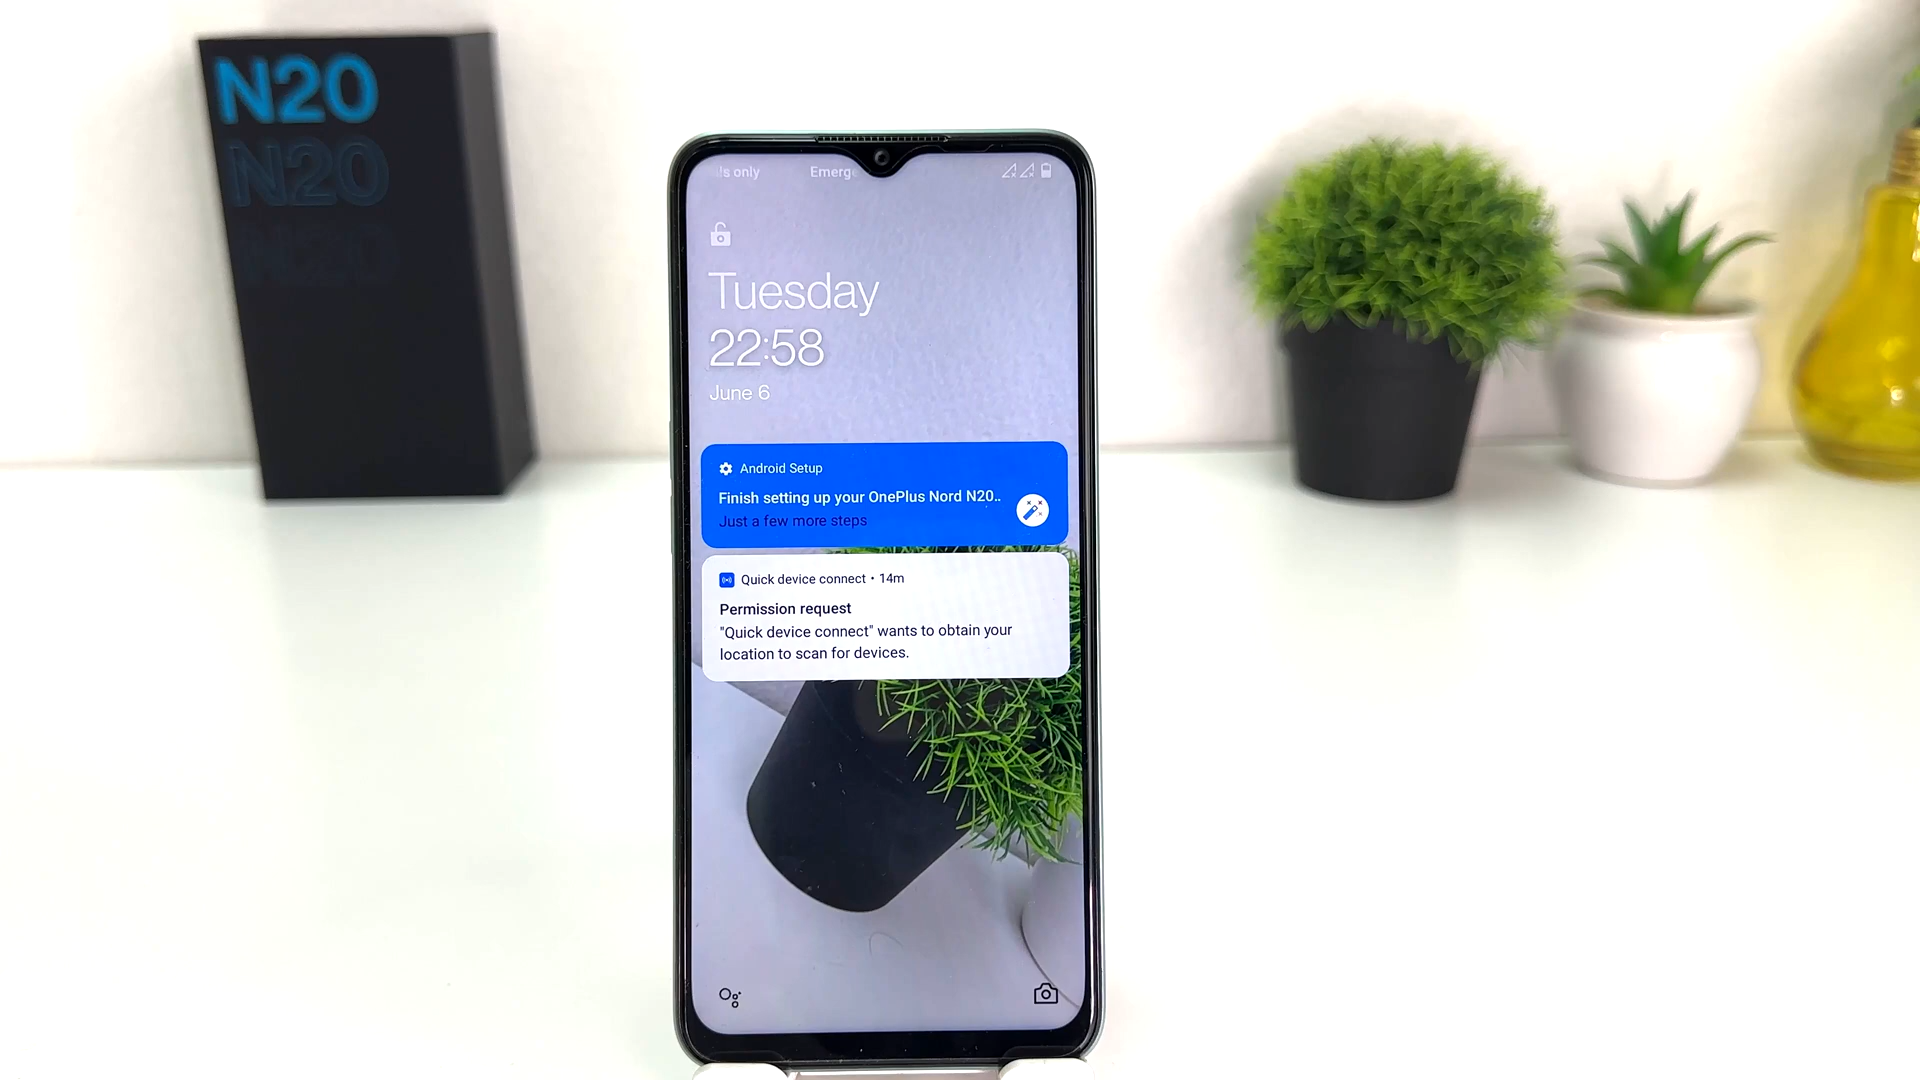 N20
N20
N20
ls only Emerge
Tuesday
22:58
June 6
Android Setup
Finish setting up your OnePlus Nord N20..
Just a few more steps
Quick device connect • 14m
Permission request
"Quick device connect" wants to obtain your
location to scan for devices.